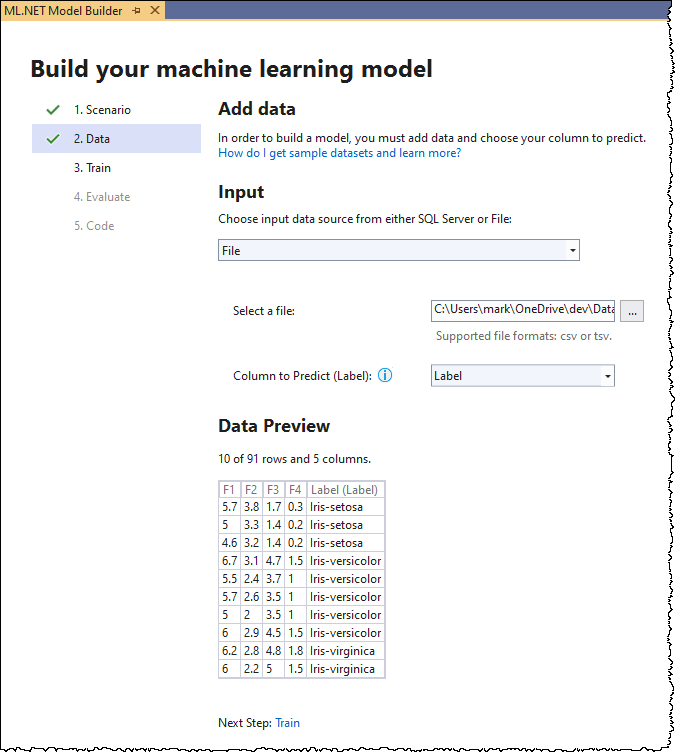 ML.NET Model Builder
Build your machine learning model
1. Scenario
2. Data
3. Train
4. Evaluate
5. Code
Add data
In order to build a model, you must add data and choose your column to predict.
How do I get sample datasets and learn more?
Input
Choose input data source from either SQL Server or File:
File
Select a file: C:\Users\mark\OneDrive\dev\Data ...
Supported file formats: csv or tsv.
Column to Predict (Label): Label
Data Preview
10 of 91 rows and 5 columns.
F1 F2 F3 F4 Label (Label)
5.7 3.8 1.7 0.3 Iris-setosa
5 3.3 1.4 0.2 Iris-setosa
4.6 3.2 1.4 0.2 Iris-setosa
6.7 3.1 4.7 1.5 Iris-versicolor
5.5 2.4 3.7 1 Iris-versicolor
5.7 2.6 3.5 1 Iris-versicolor
5 2 3.5 1 Iris-versicolor
6 2.9 4.5 1.5 Iris-versicolor
6.2 2.8 4.8 1.8 Iris-virginica
6 2.2 5 1.5 Iris-virginica
Next Step: Train